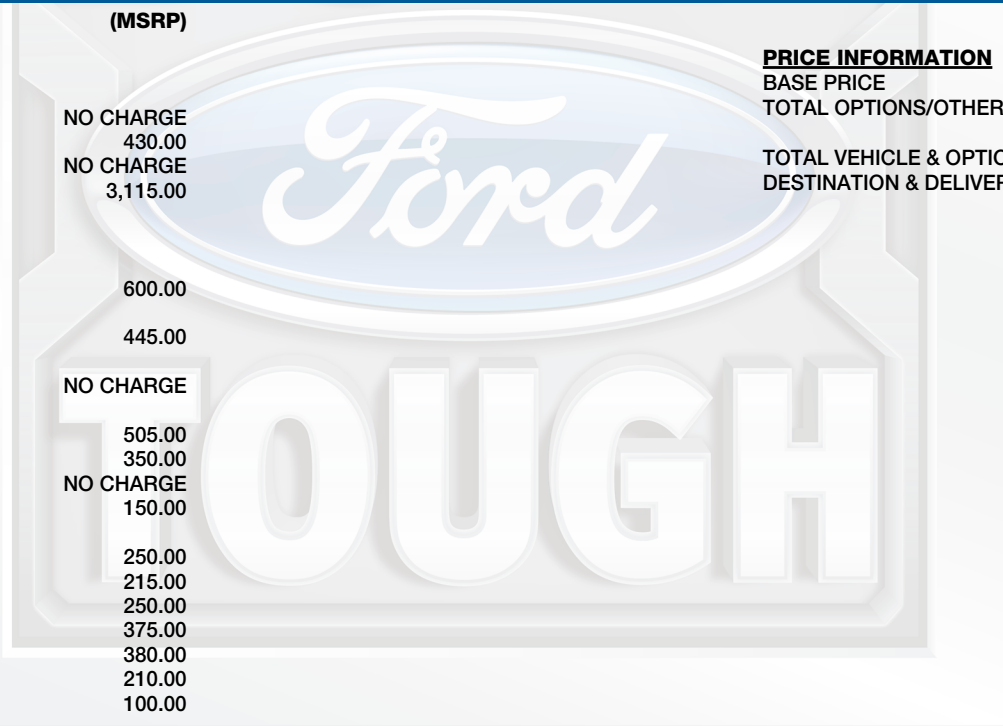 (MSRP)
NO CHARGE
430.00
NO CHARGE
3,115.00
600.00
445.00
NO CHARGE
505.00
350.00
NO CHARGE
150.00
250.00
215.00
250.00
375.00
380.00
210.00
100.00
PRICE INFORMATION
BASE PRICE
TOTAL OPTIONS/OTHER
TOTAL VEHICLE & OPTIO
DESTINATION & DELIVER
Ford
TOUGH